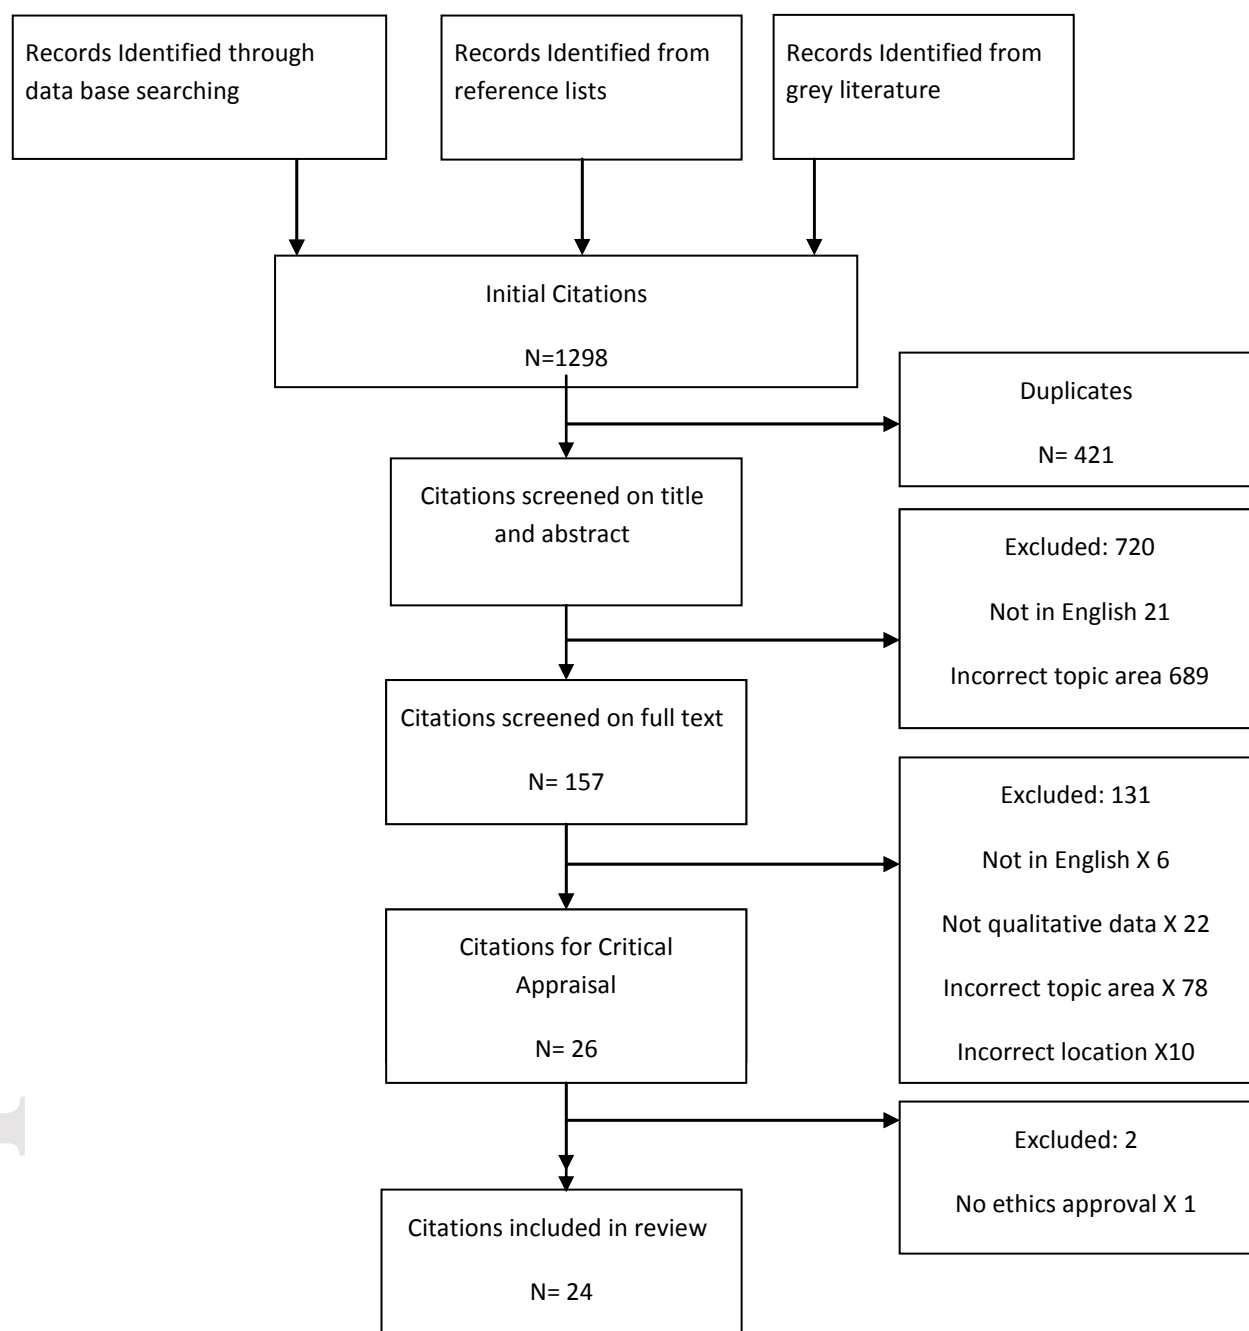 Records Identified through
data base searching
Records Identified from
reference lists
Records Identified from
grey literature
Initial Citations
N=1298
Duplicates
N= 421
Citations screened on title
and abstract
Excluded: 720
Not in English 21
Incorrect topic area 689
Citations screened on full text
N= 157
Excluded: 131
Not in English X 6
Not qualitative data X 22
Incorrect topic area X 78
Incorrect location X10
Citations for Critical
Appraisal
N= 26
Excluded: 2
No ethics approval X 1
Citations included in review
N= 24